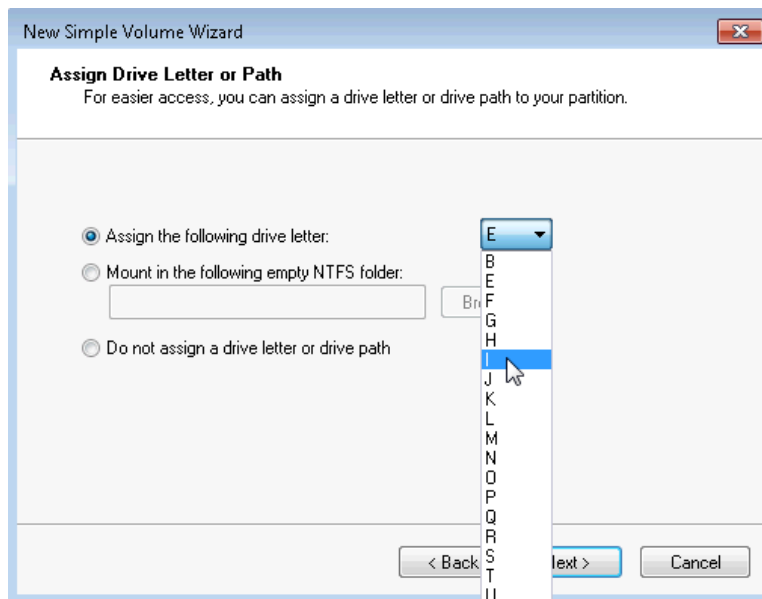 New Simple Volume Wizard
Assign Drive Letter or Path
For easier access, you can assign a drive letter or drive path to your partition.
Assign the following drive letter:
E
Mount in the following empty NTFS folder:
Do not assign a drive letter or drive path
B
E
F
G
H
I
J
K
L
M
N
O
P
Q
R
S
T
U
< Back
Cancel